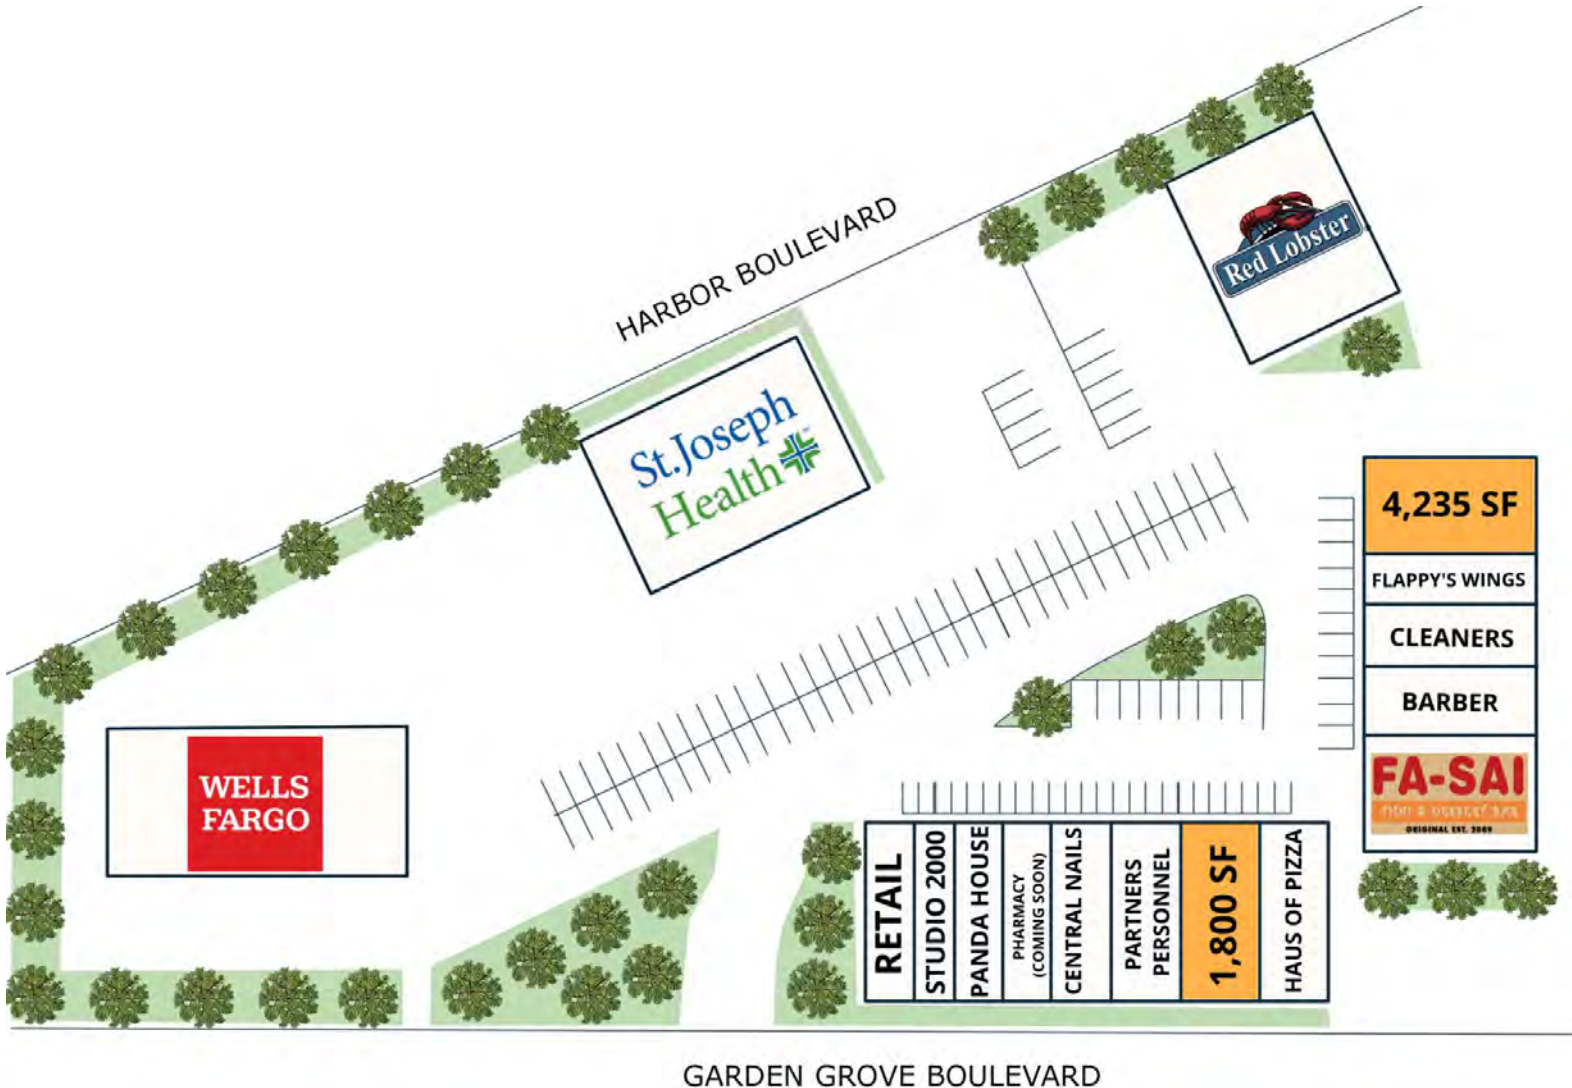 HARBOR BOULEVARD
Red Lobster
St.Joseph
Health
4,235 SF
FLAPPY'S WINGS
CLEANERS
BARBER
FA-SAI
ORIGINAL EST. 2009
WELLS
FARGO
RETAIL
STUDIO 2000
PANDA HOUSE
PHARMACY
(COMING SOON)
CENTRAL NAILS
PARTNERS
PERSONNEL
1,800 SF
HAUS OF PIZZA
GARDEN GROVE BOULEVARD